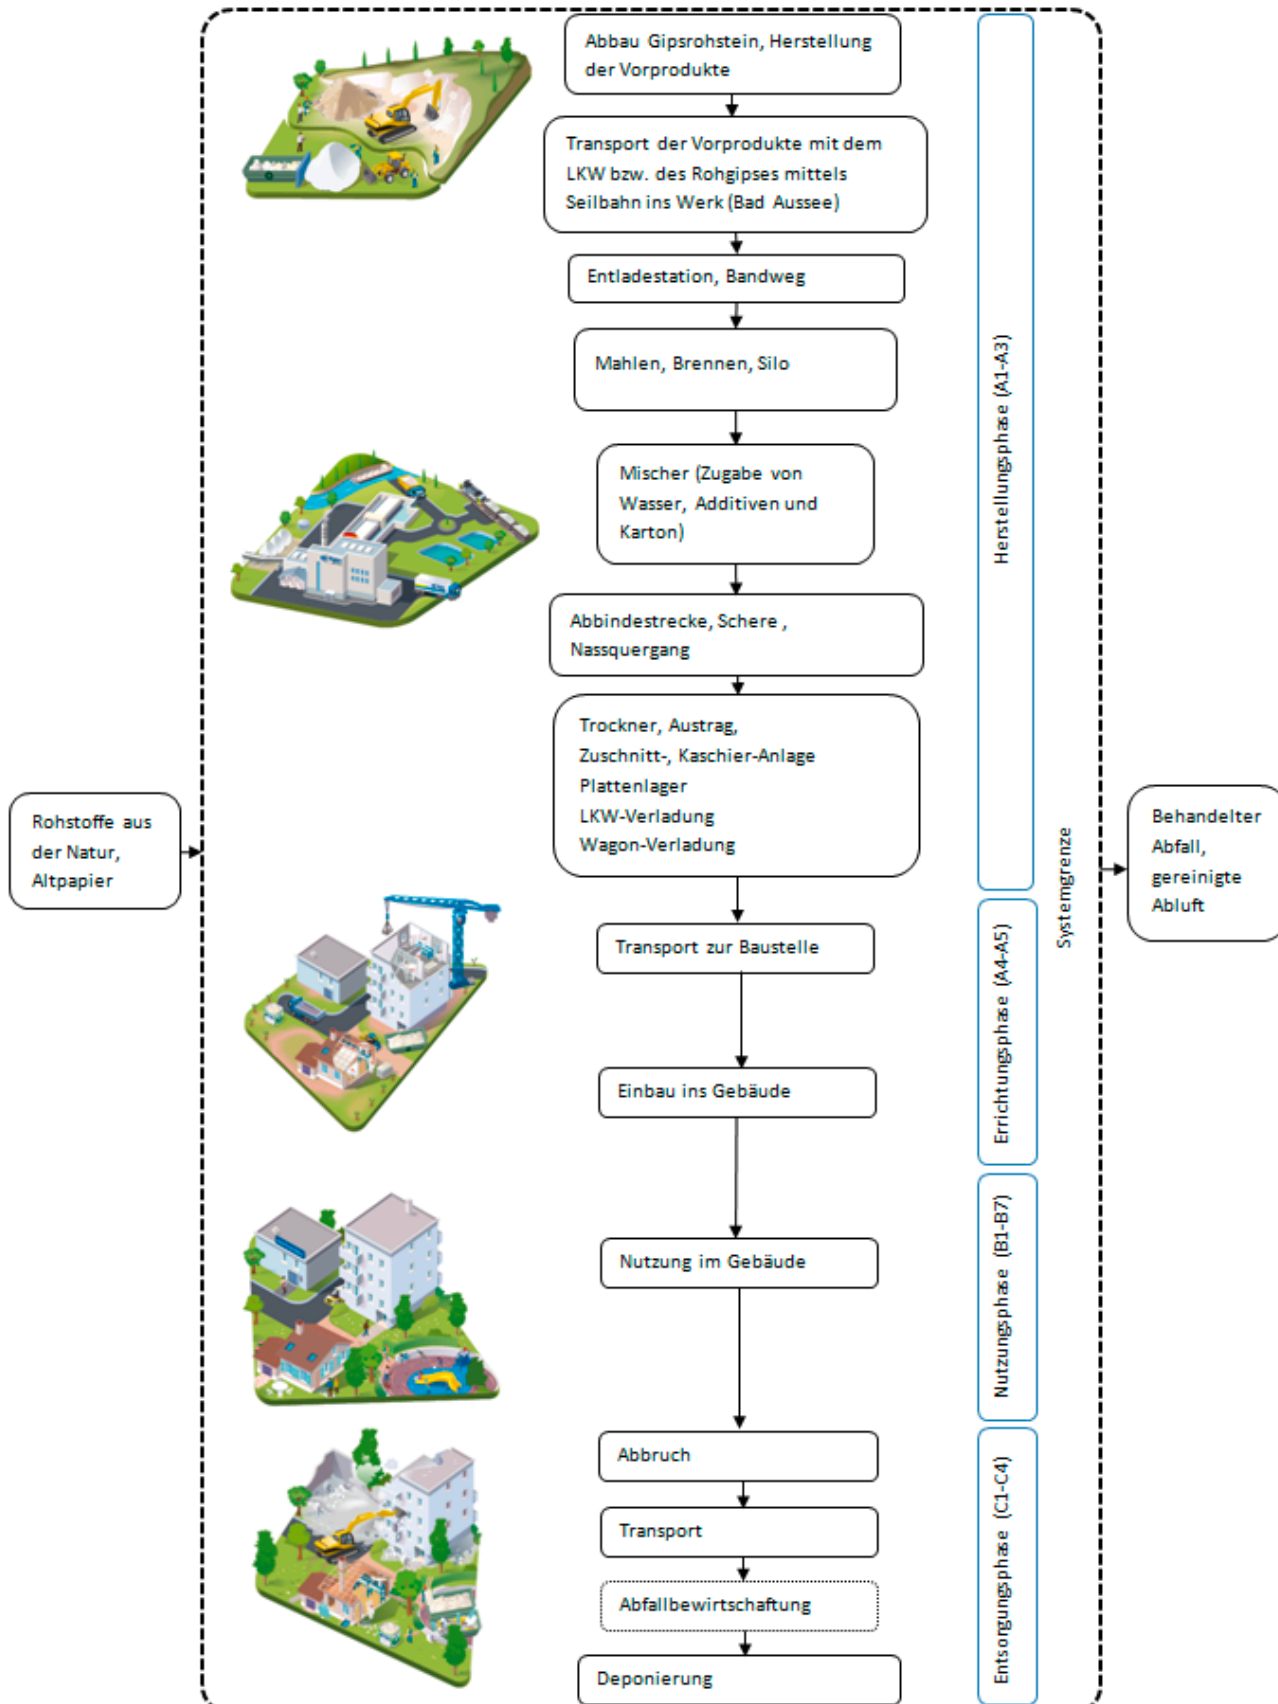 Abbau Gipsrohstein, Herstellung
der Vorprodukte
Transport der Vorprodukte mit dem
LKW bzw. des Rohgipses mittels
Seilbahn ins Werk (Bad Aussee)
Entladestation, Bandweg
Mahlen, Brennen, Silo
Mischer (Zugabe von
Wasser, Additiven und
Karton)
Abbindestrecke, Schere ,
Nassquergang
Trockner, Austrag,
Zuschnitt-, Kaschier-Anlage
Plattenlager
LKW-Verladung
Wagon-Verladung
Rohstoffe aus
der Natur,
Altpapier
Behandelter
Abfall,
gereinigte
Abluft
Transport zur Baustelle
Einbau ins Gebäude
Nutzung im Gebäude
Abbruch
Transport
Abfallbewirtschaftung
Deponierung
Herstellungsphase (A1-A3)
Errichtungsphase (A4-A5)
Nutzungsphase (B1-B7)
Entsorgungsphase (C1-C4)
Systemgrenze